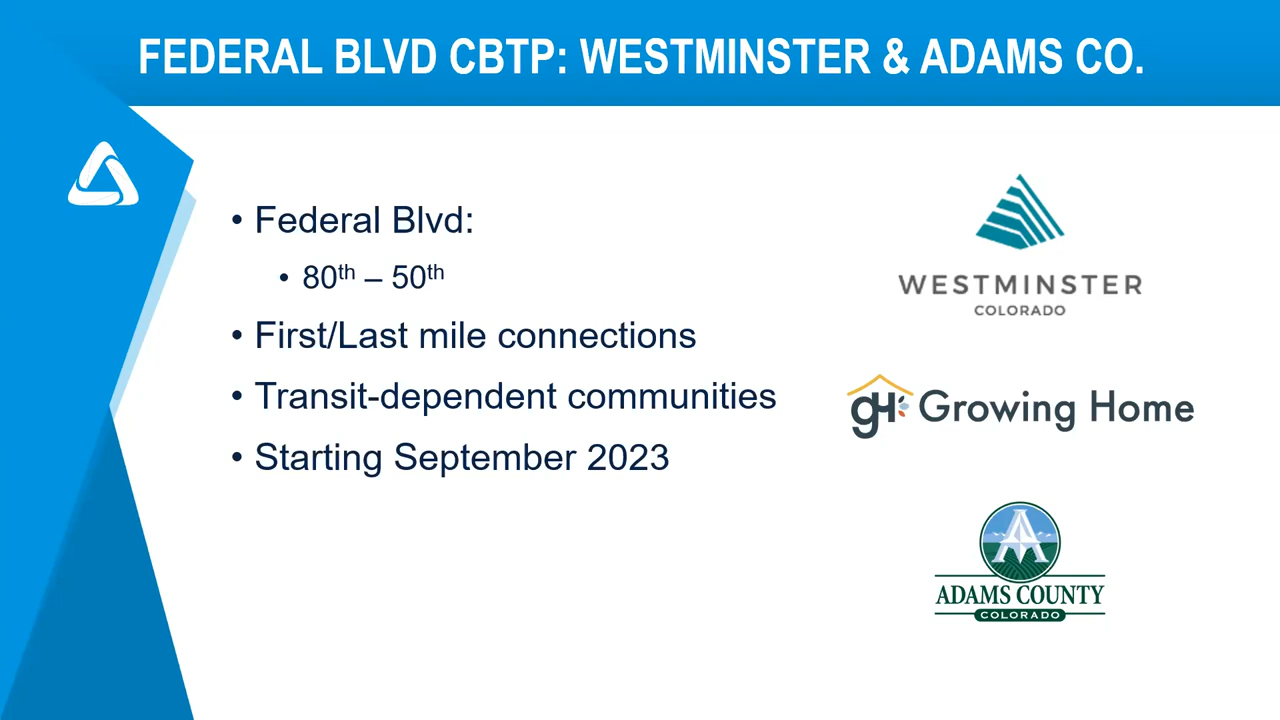 FEDERAL BLVD CBTP: WESTMINSTER & ADAMS CO.
• Federal Blvd:
• 80th – 50th
• First/Last mile connections
• Transit-dependent communities
• Starting September 2023
WESTMINSTER
COLORADO
gH Growing Home
ADAMS COUNTY
COLORADO